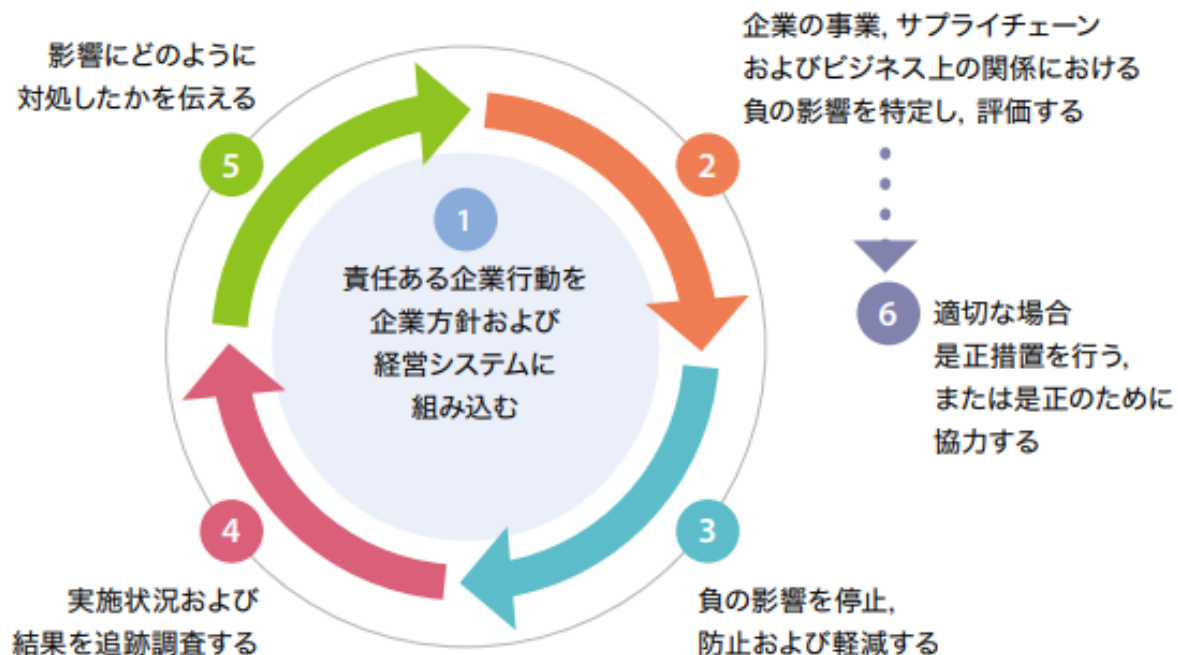 1
責任ある企業行動を
企業方針および
経営システムに
組み込む
2
企業の事業, サプライチェーン
およびビジネス上の関係における
負の影響を特定し, 評価する
3
負の影響を停止,
防止および軽減する
4
実施状況および
結果を追跡調査する
5
影響にどのように
対処したかを伝える
6
適切な場合
是正措置を行う,
または是正のために
協力する